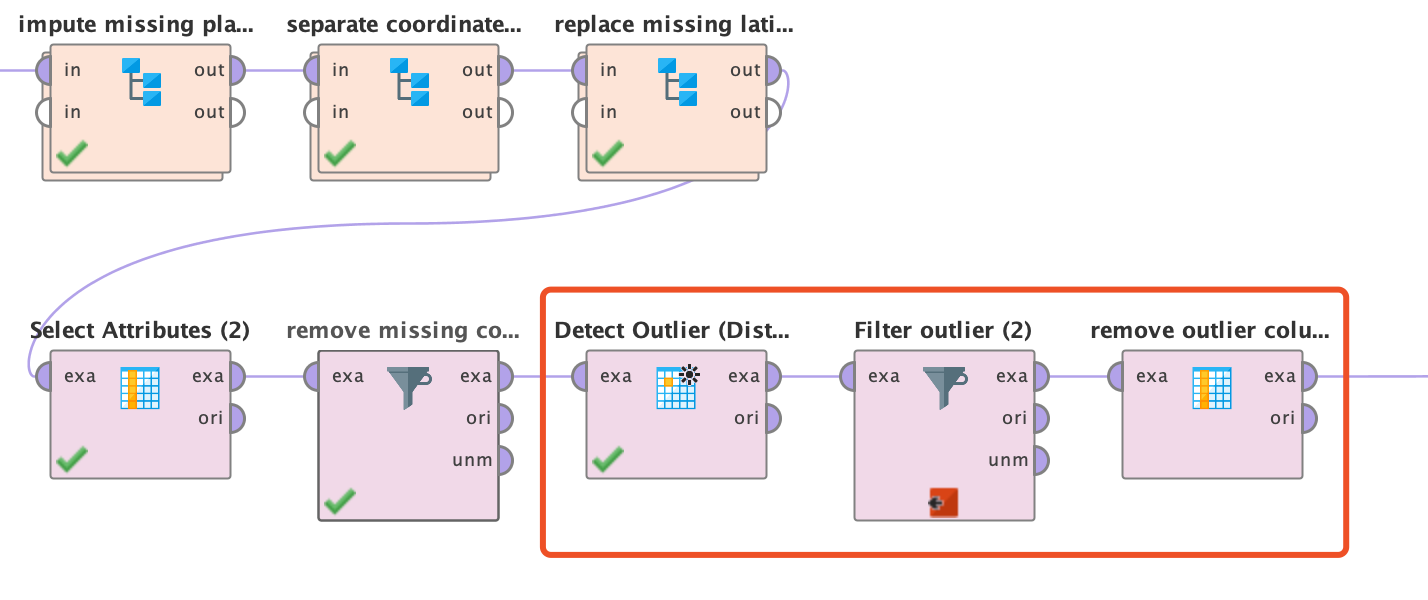 impute missing pla... separate coordinate... replace missing lati...
in out in out in out
in out in out in out
Select Attributes (2) remove missing co... Detect Outlier (Dist... Filter outlier (2) remove outlier colu...
exa exa exa exa exa exa exa exa exa exa
ori ori ori ori ori
unm unm